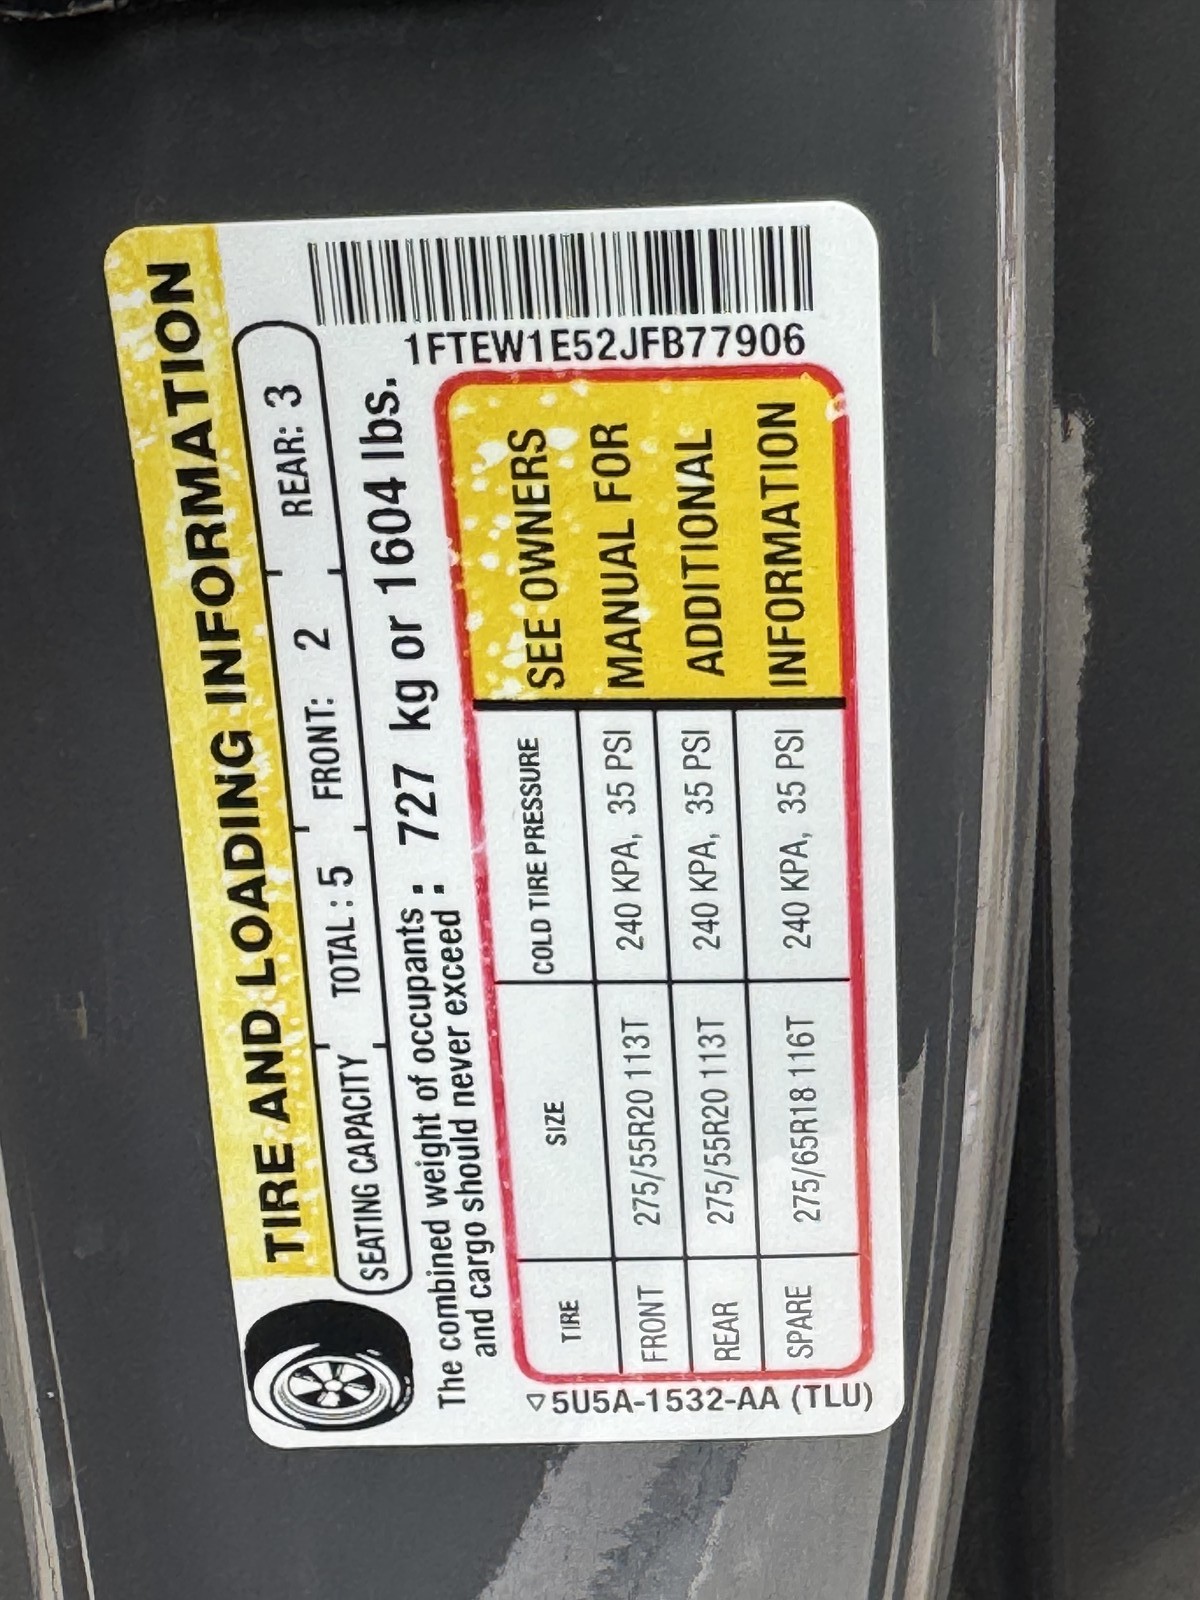 TIRE AND LOADING INFORMATION
SEATING CAPACITY TOTAL : 5 FRONT: 2 REAR: 3
The combined weight of occupants : 727 kg or 1604 lbs.
and cargo should never exceed :
1FTEW1E52JFB77906
TIRE SIZE COLD TIRE PRESSURE
FRONT 275/55R20 113T 240 KPA, 35 PSI
REAR 275/55R20 113T 240 KPA, 35 PSI
SPARE 275/65R18 116T 240 KPA, 35 PSI
SEE OWNERS
MANUAL FOR
ADDITIONAL
INFORMATION
5U5A-1532-AA (TLU)